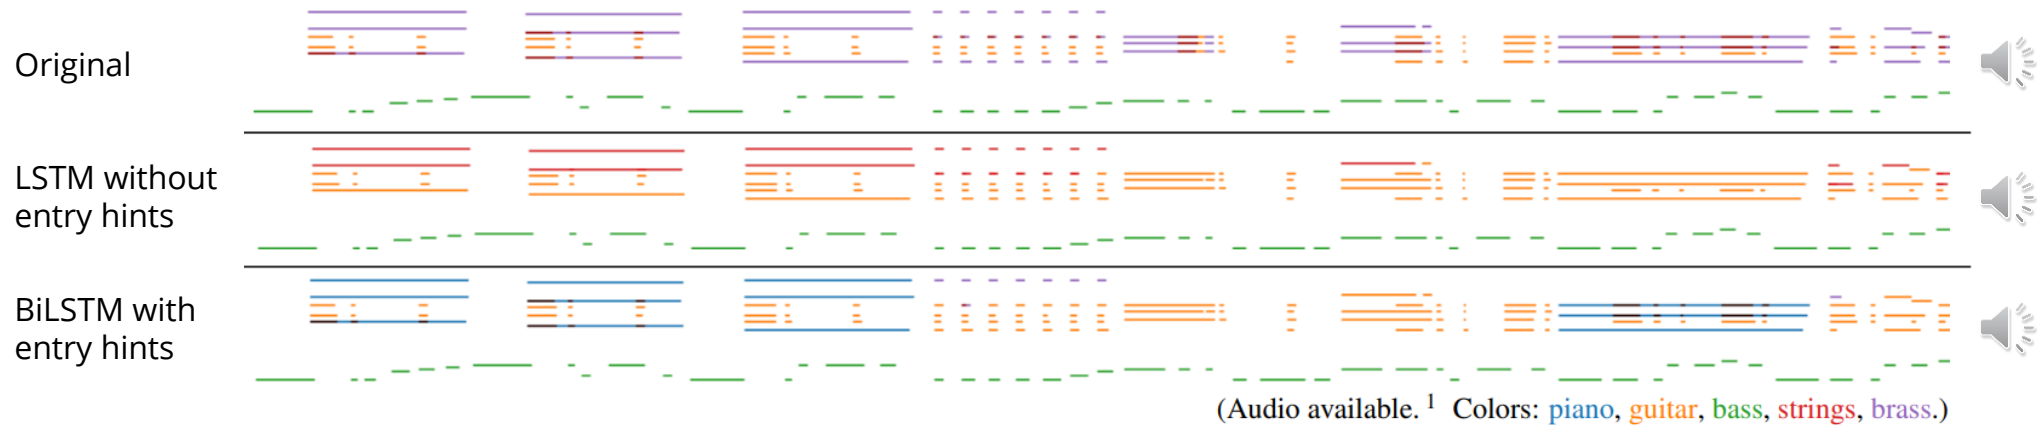 Original
LSTM without
entry hints
BiLSTM with
entry hints
(Audio available. 1 Colors: piano, guitar, bass, strings, brass.)